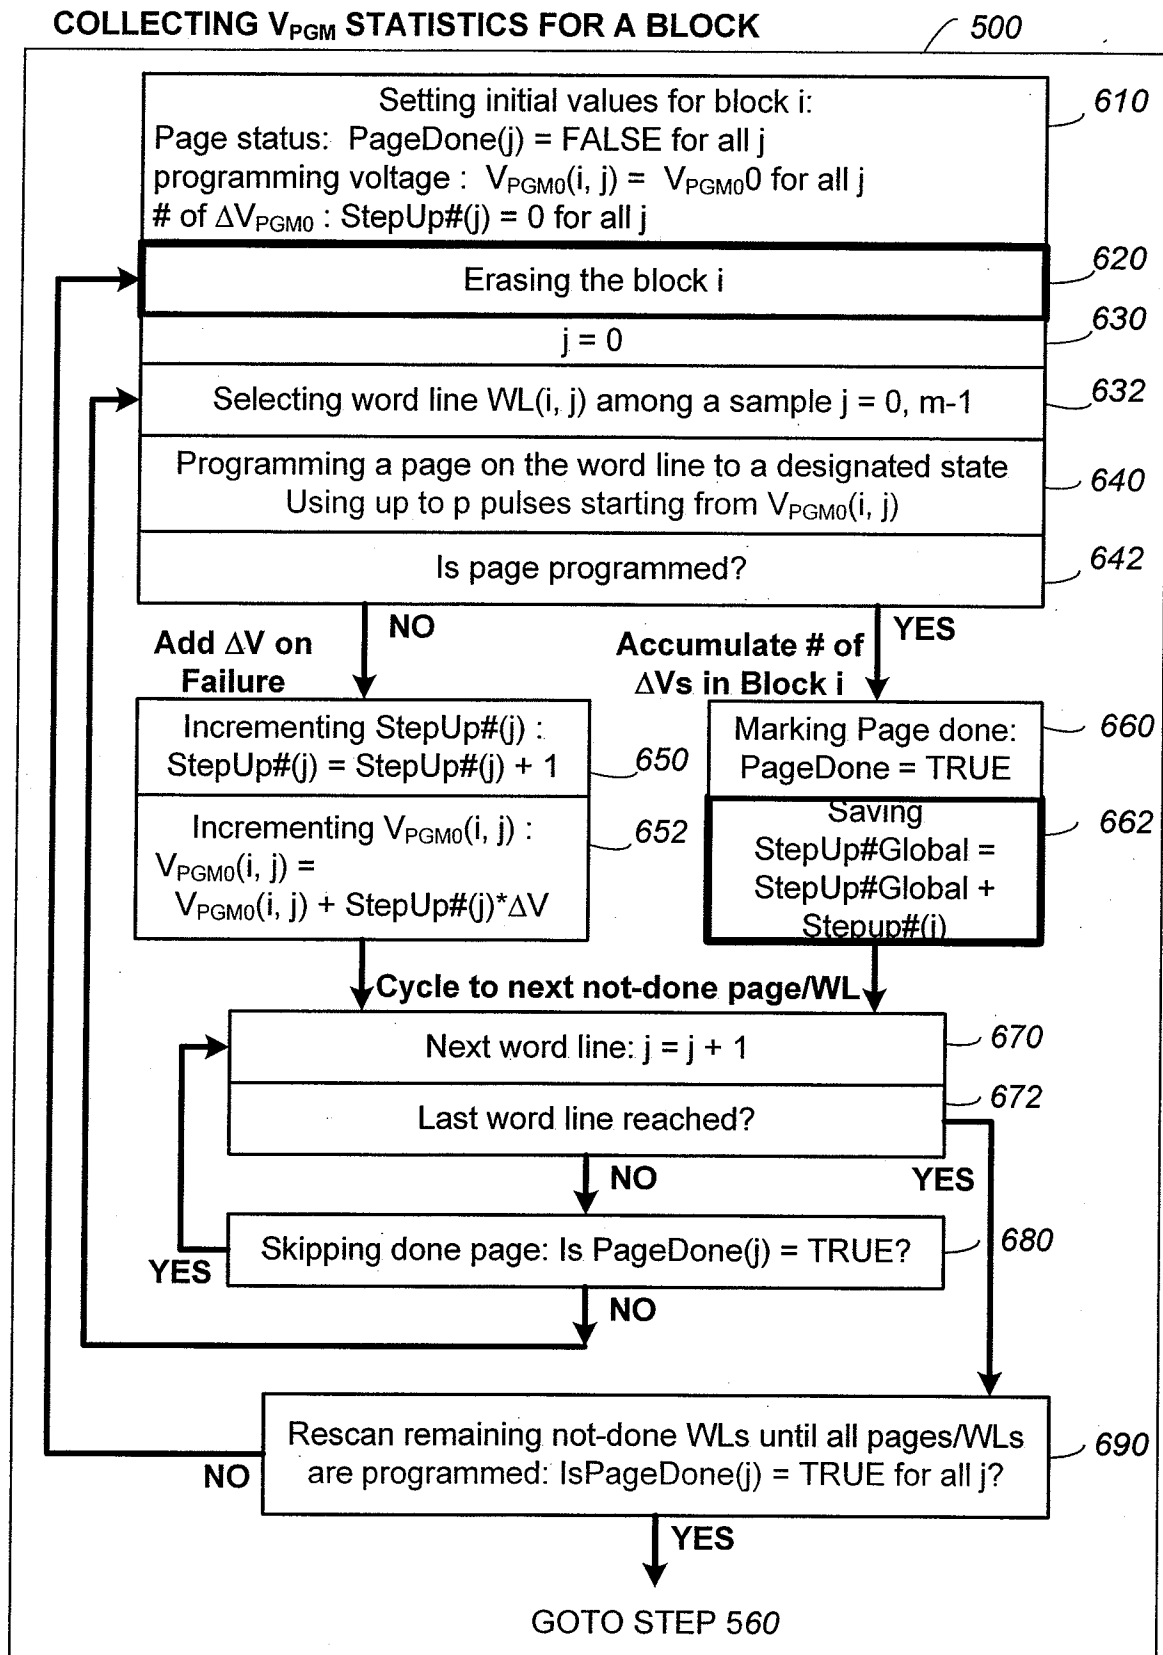 COLLECTING VPGM STATISTICS FOR A BLOCK
500
Setting initial values for block i:
Page status: PageDone(j) = FALSE for all j
programming voltage : VPGM0(i, j) = VPGM00 for all j
# of ΔVPGM0 : StepUp#(j) = 0 for all j
610
Erasing the block i
620
j = 0
630
Selecting word line WL(i, j) among a sample j = 0, m-1
632
Programming a page on the word line to a designated state
Using up to p pulses starting from VPGM0(i, j)
640
Is page programmed?
642
NO
YES
Add ΔV on
Failure
Accumulate # of
ΔVs in Block i
Incrementing StepUp#(j) :
StepUp#(j) = StepUp#(j) + 1
650
Incrementing VPGM0(i, j) :
VPGM0(i, j) =
VPGM0(i, j) + StepUp#(j)*ΔV
652
Marking Page done:
PageDone = TRUE
660
Saving
StepUp#Global =
StepUp#Global +
Stepup#(i)
662
Cycle to next not-done page/WL
Next word line: j = j + 1
670
Last word line reached?
672
NO
YES
Skipping done page: Is PageDone(j) = TRUE?
680
YES
NO
Rescan remaining not-done WLs until all pages/WLs
are programmed: IsPageDone(j) = TRUE for all j?
690
NO
YES
GOTO STEP 560